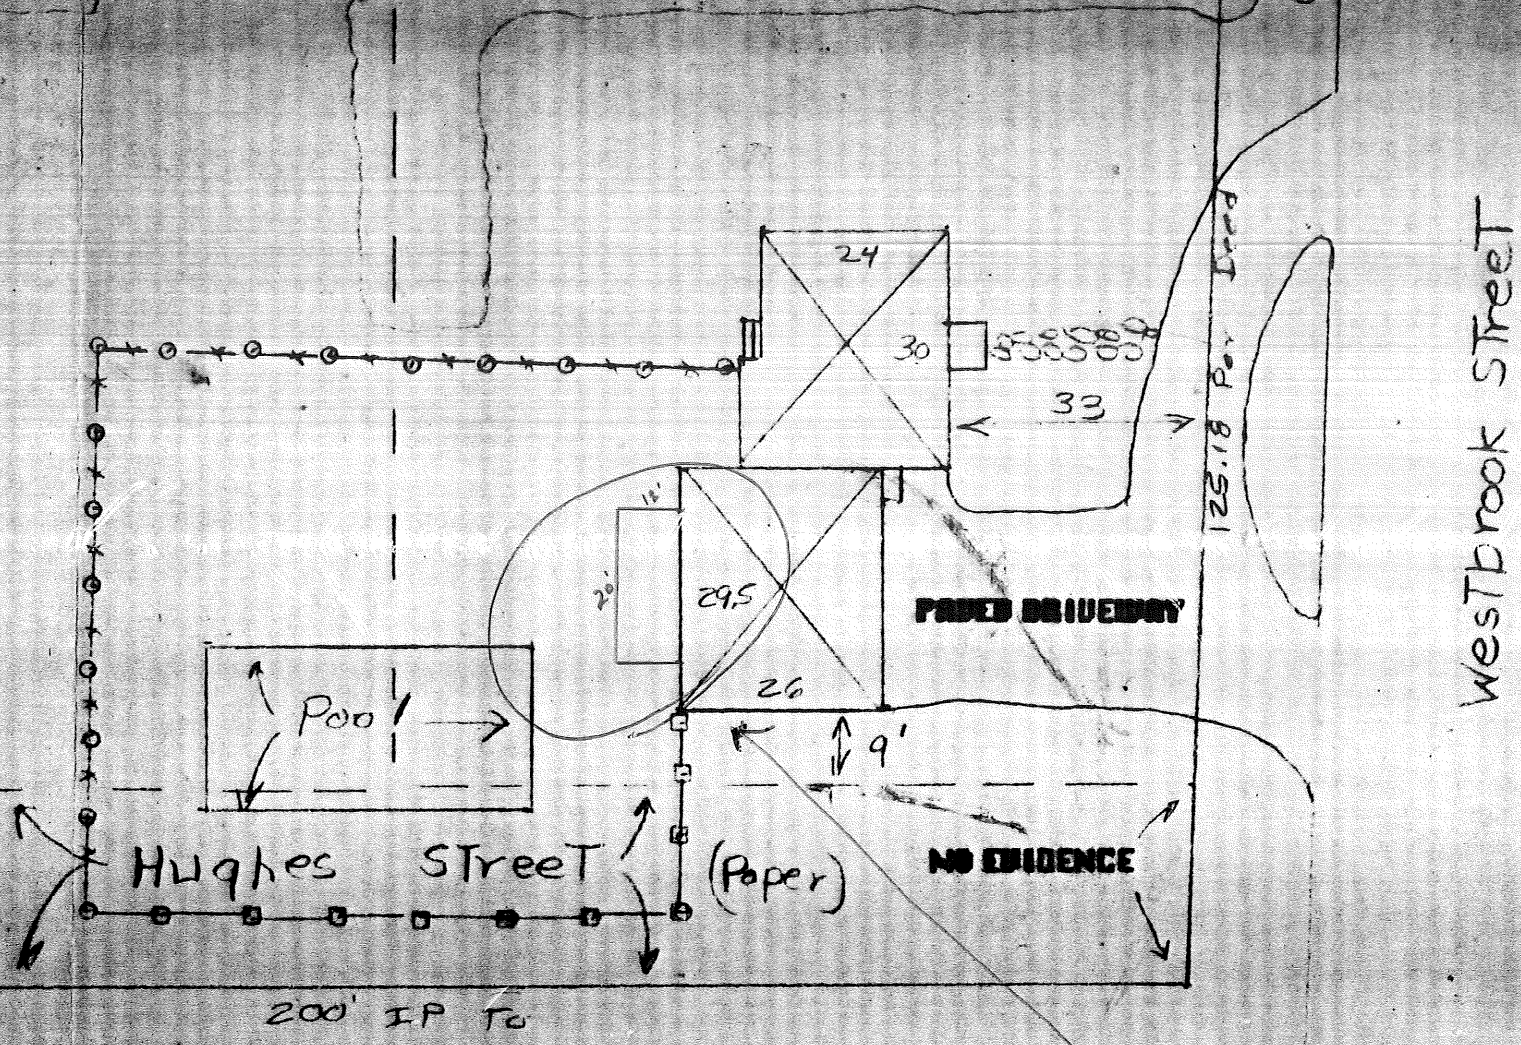 24
30
33
125.18 Per Deed
WesTbrook STreeT
18'
20'
29.5
PAVED DRIVEWAY
26
Pool
9'
Hughes STreeT (Paper)
NO EVIDENCE
200' IP To